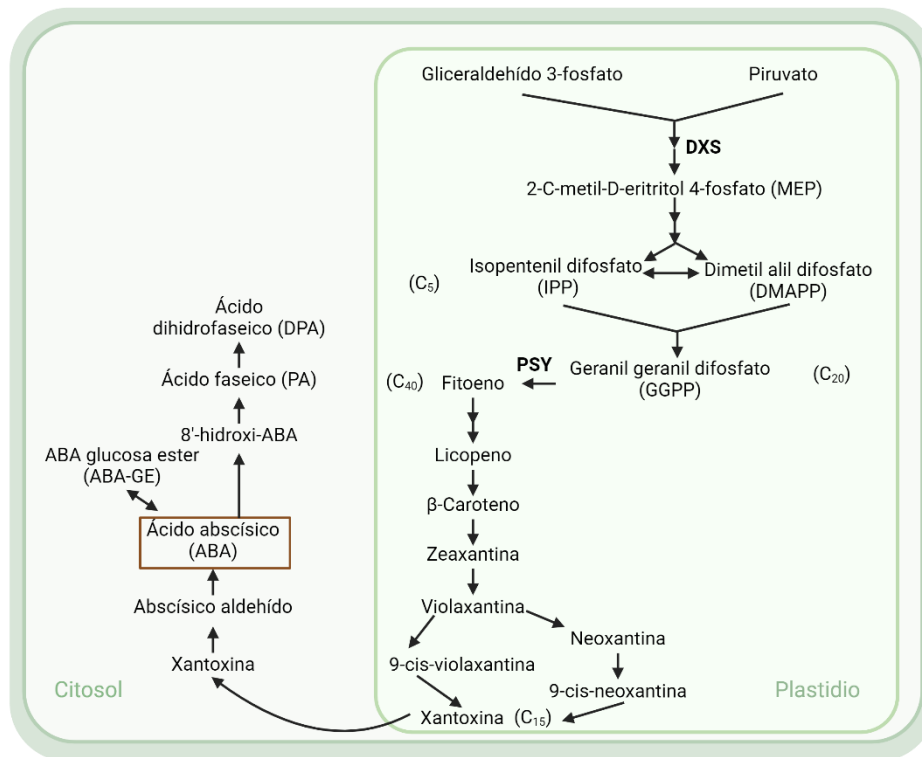 Gliceraldehído 3-fosfato
Piruvato
DXS
2-C-metil-D-eritritol 4-fosfato (MEP)
(C₅)
Isopentenil difosfato
(IPP)
Dimetil alil difosfato
(DMAPP)
Geranil geranil difosfato
(GGPP)
(C₂₀)
PSY
(C₄₀)
Fitoeno
Licopeno
β-Caroteno
Zeaxantina
Violaxantina
Neoxantina
9-cis-violaxantina
9-cis-neoxantina
Xantoxina (C₁₅)
Plastidio
Ácido
dihidrofaseico (DPA)
Ácido faseico (PA)
8'-hidroxi-ABA
ABA glucosa ester
(ABA-GE)
Ácido abscísico
(ABA)
Abscísico aldehído
Xantoxina
Citosol